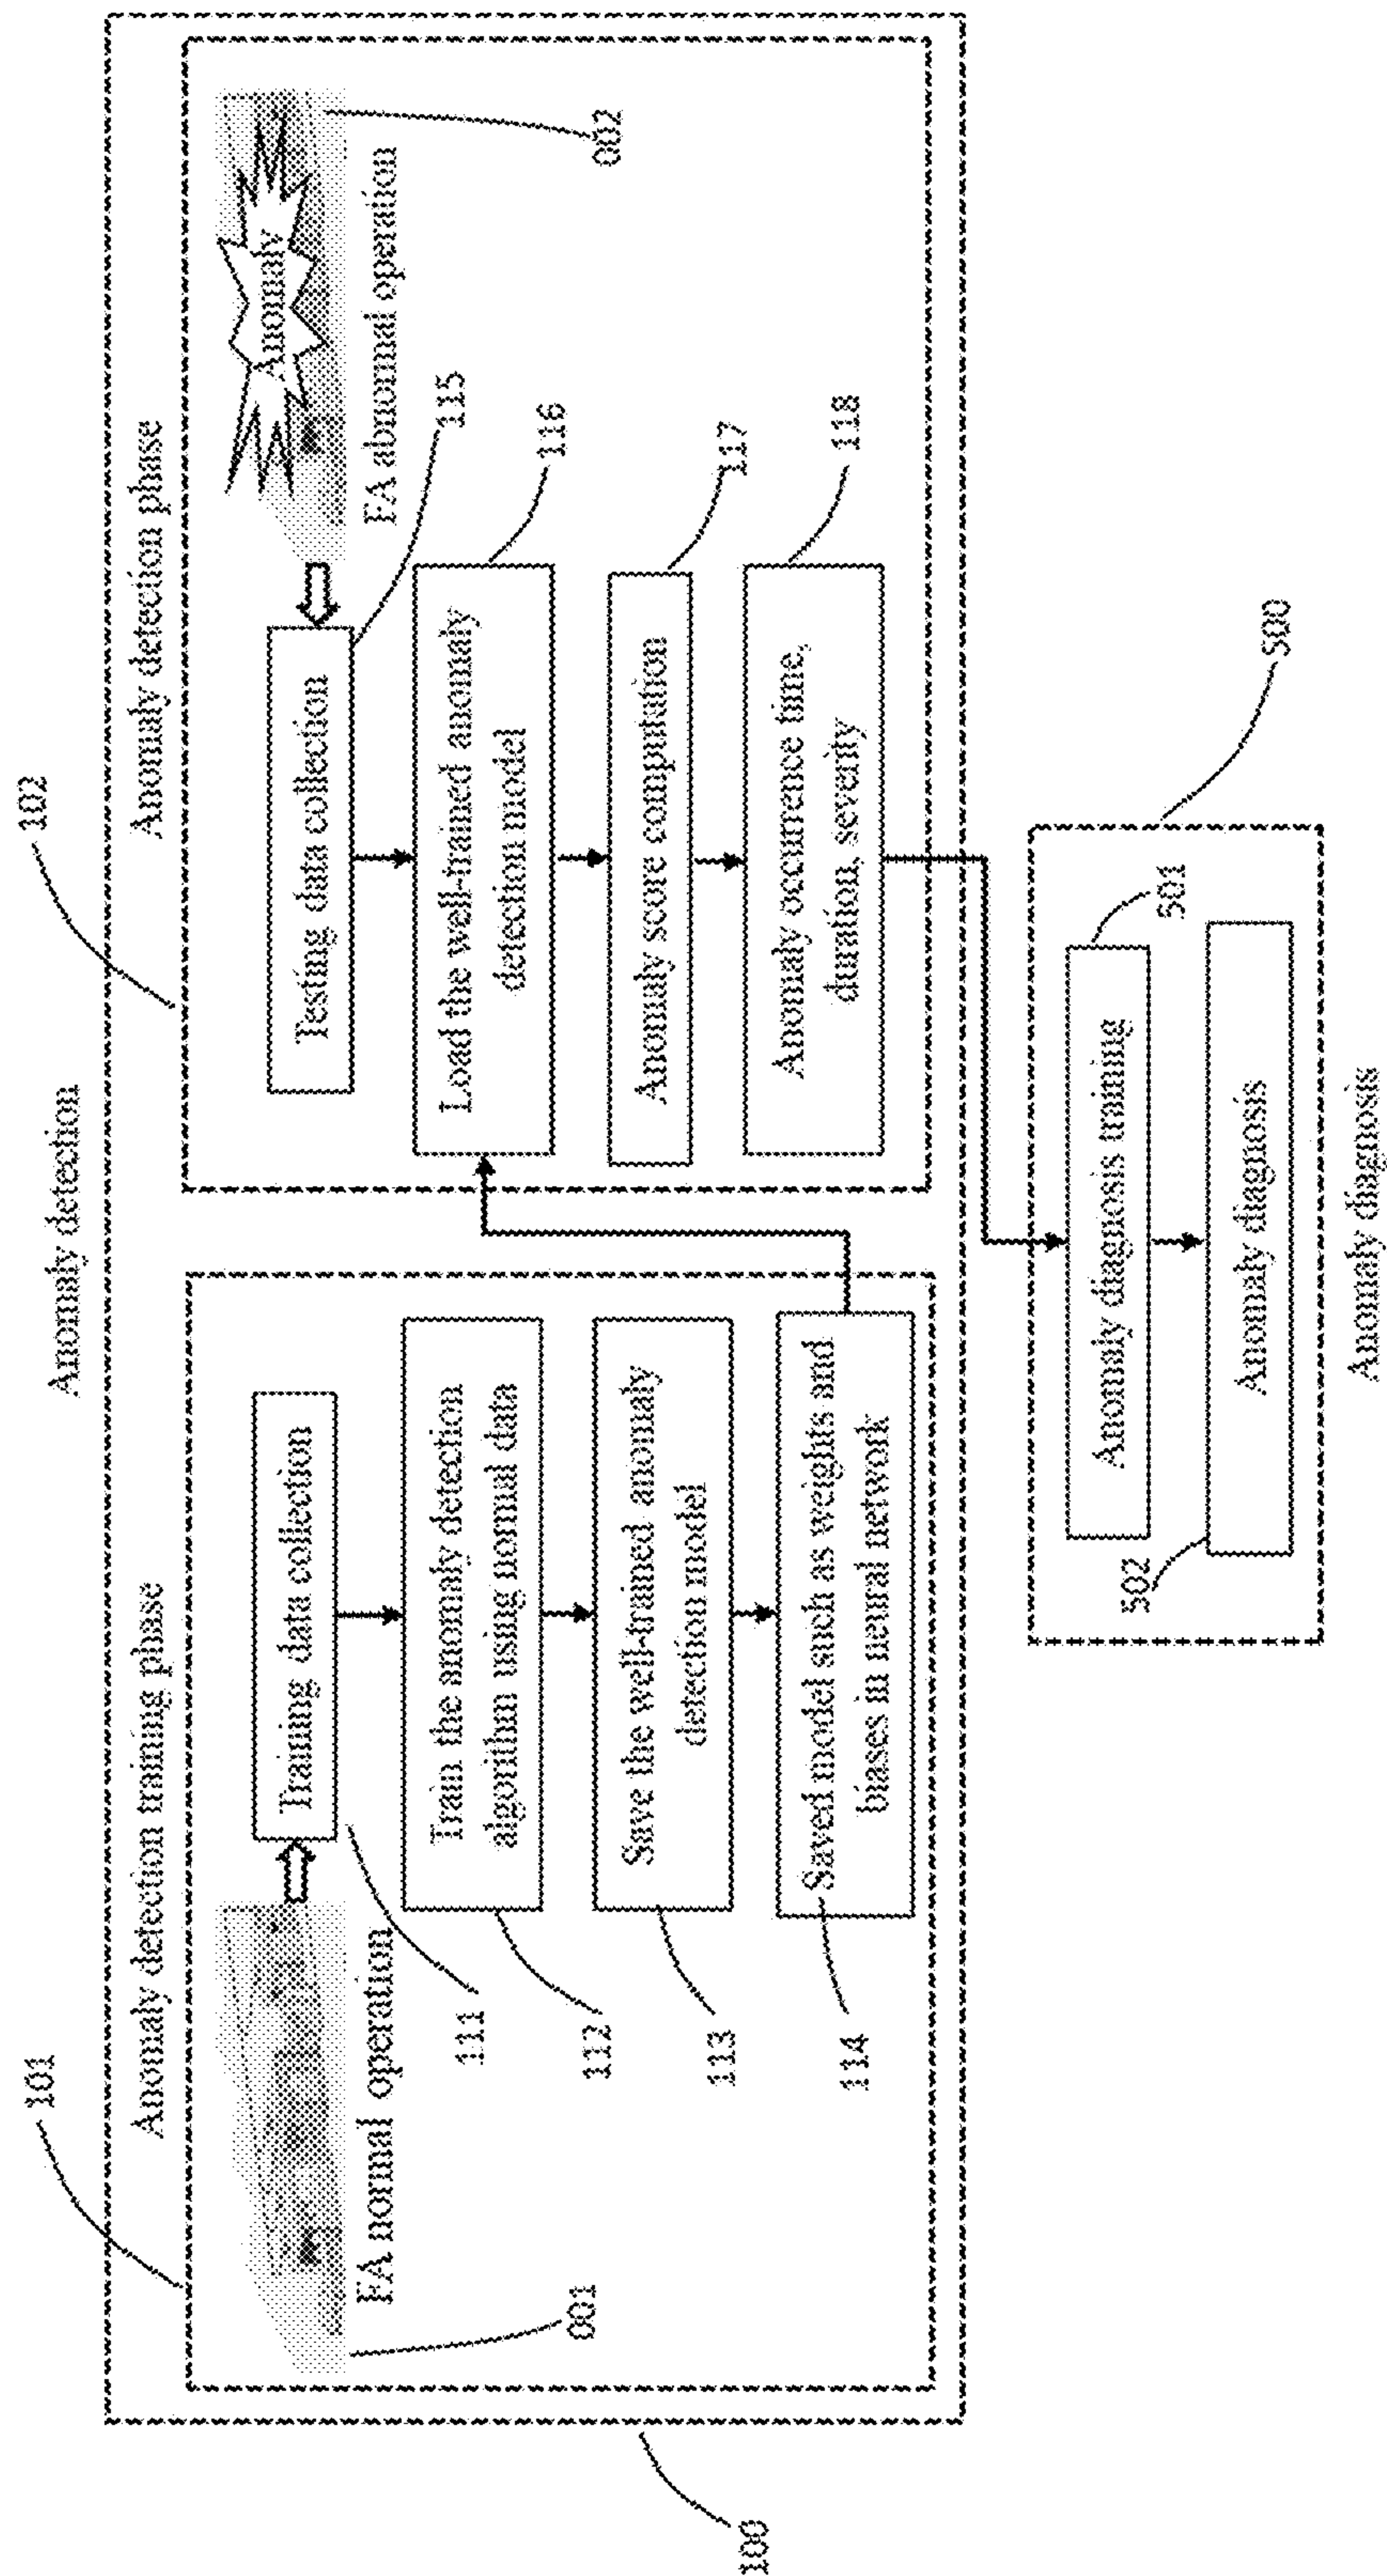 Anomaly detection
101
Anomaly detection training phase
102
Anomaly detection phase
FA normal operation
001
Training data collection
111
Train the anomaly detection
algorithm using normal data
112
Save the well-trained anomaly
detection model
113
Saved model such as weights and
biases in neural network
114
100
Anomaly
FA abnormal operation
002
Testing data collection
115
Load the well-trained anomaly
detection model
116
Anomaly score computation
117
Anomaly occurrence time,
duration, severity
118
500
Anomaly diagnosis training
501
502
Anomaly diagnosis
Anomaly diagnosis